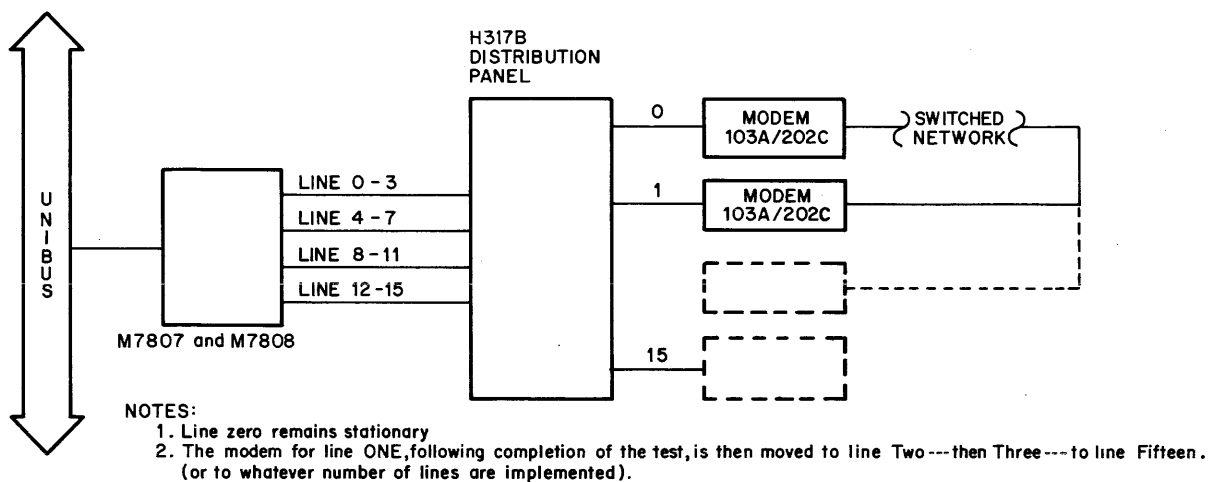 H317B
DISTRIBUTION
PANEL
UNIBUS
M7807 and M7808
LINE 0-3
LINE 4-7
LINE 8-11
LINE 12-15
0
MODEM
103A/202C
SWITCHED
NETWORK
1
MODEM
103A/202C
15
NOTES:
1. Line zero remains stationary
2. The modem for line ONE, following completion of the test, is then moved to line Two---then Three---to line Fifteen.
(or to whatever number of lines are implemented).